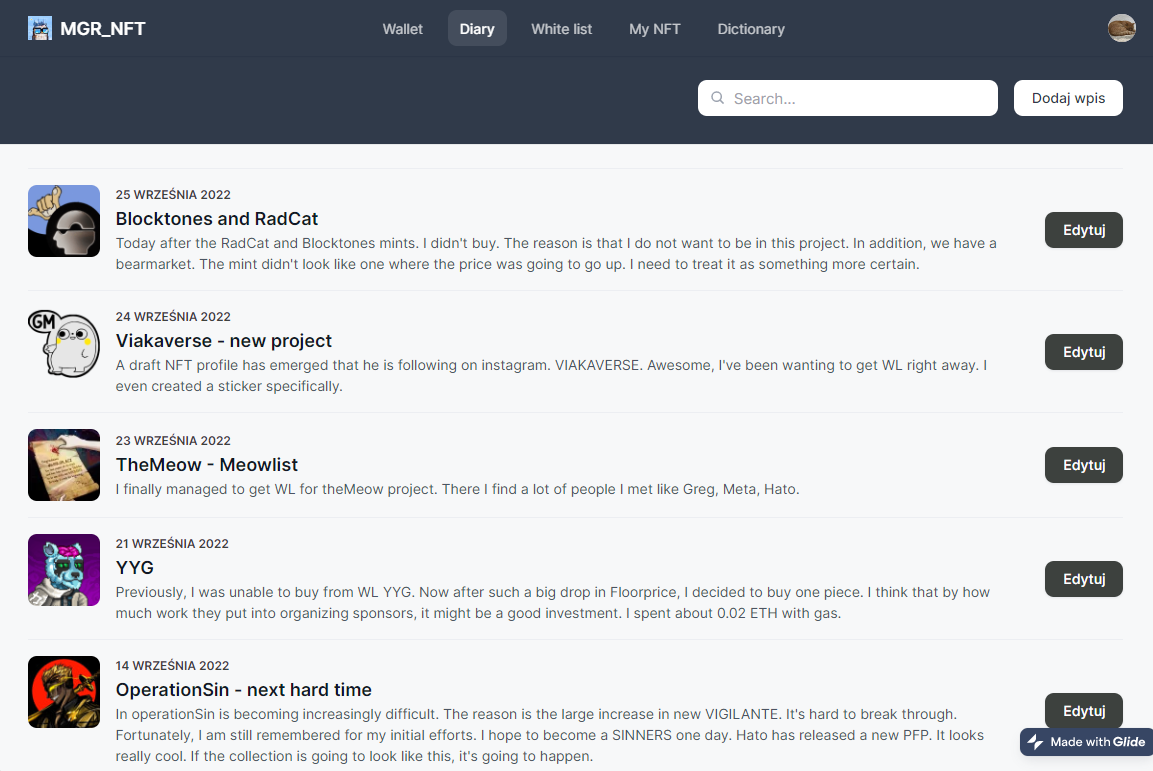 MGR_NFT
Wallet
Diary
White list
My NFT
Dictionary
Search...
Dodaj wpis
25 WRZEŚNIA 2022
Blocktones and RadCat
Today after the RadCat and Blocktones mints. I didn't buy. The reason is that I do not want to be in this project. In addition, we have a
bearmarket. The mint didn't look like one where the price was going to go up. I need to treat it as something more certain.
Edytuj
GM
24 WRZEŚNIA 2022
Viakaverse - new project
A draft NFT profile has emerged that he is following on instagram. VIAKAVERSE. Awesome, I've been wanting to get WL right away. I
even created a sticker specifically.
Edytuj
23 WRZEŚNIA 2022
TheMeow - Meowlist
I finally managed to get WL for theMeow project. There I find a lot of people I met like Greg, Meta, Hato.
Edytuj
21 WRZEŚNIA 2022
YYG
Previously, I was unable to buy from WL YYG. Now after such a big drop in Floorprice, I decided to buy one piece. I think that by how
much work they put into organizing sponsors, it might be a good investment. I spent about 0.02 ETH with gas.
Edytuj
14 WRZEŚNIA 2022
OperationSin - next hard time
In operationSin is becoming increasingly difficult. The reason is the large increase in new VIGILANTE. It's hard to break through.
Fortunately, I am still remembered for my initial efforts. I hope to become a SINNERS one day. Hato has released a new PFP. It looks
really cool. If the collection is going to look like this, it's going to happen.
Edytuj
Made with Glide